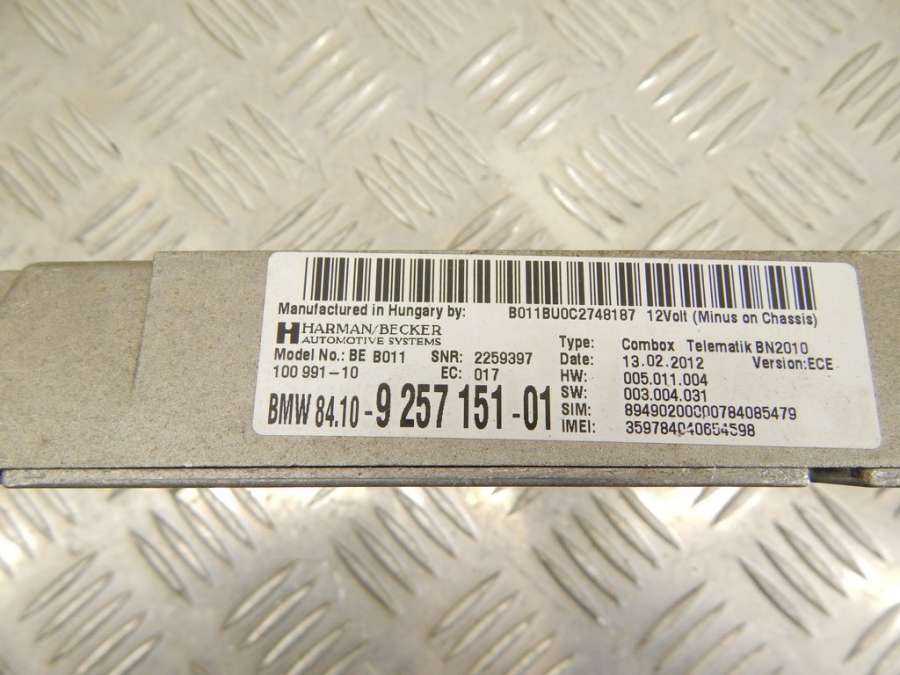 Manufactured in Hungary by: B011BU0C2748187 12Volt (Minus on Chassis)
HARMAN/BECKER
AUTOMOTIVE SYSTEMS
Model No.: BE B011 SNR: 2259397
100 991-10 EC: 017
BMW 84.10-9 257 151-01
Type: Combox Telematik BN2010
Date: 13.02.2012 Version:ECE
HW: 005.011.004
SW: 003.004.031
SIM: 89490200000784085479
IMEI: 359784040654598